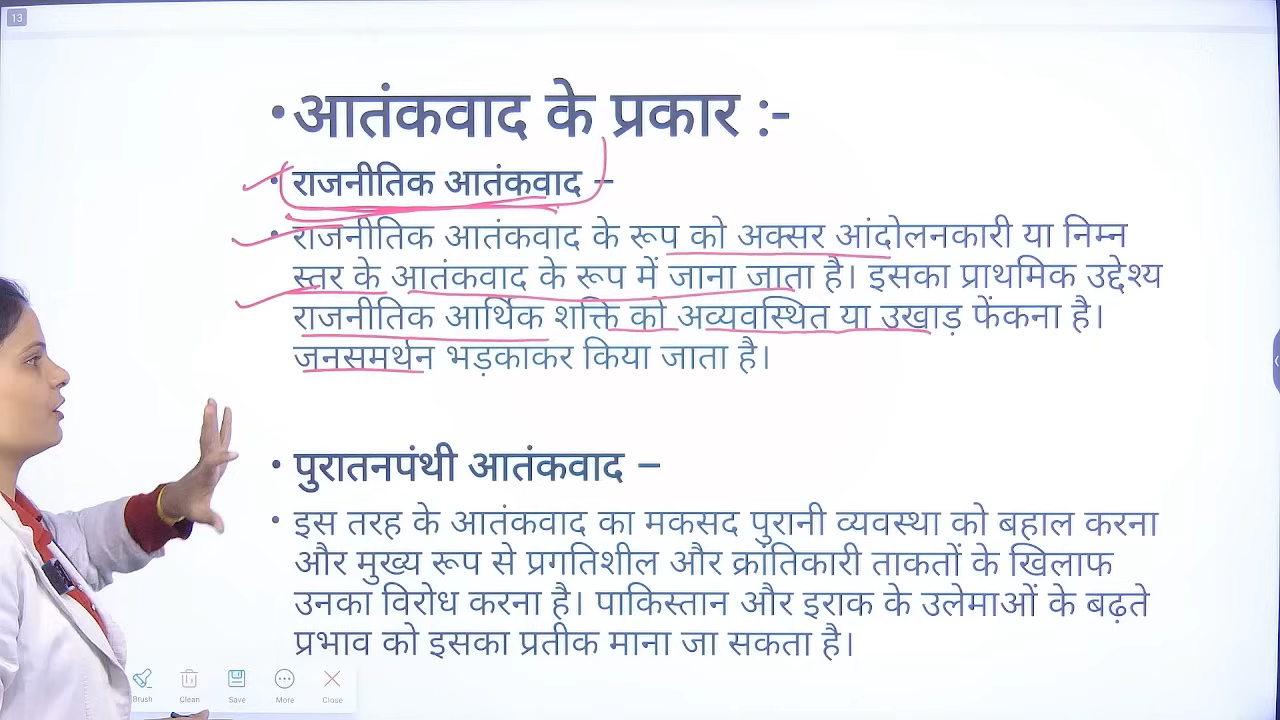 13
•आतंकवाद के प्रकार :-
• राजनीतिक आतंकवाद –
• राजनीतिक आतंकवाद के रूप को अक्सर आंदोलनकारी या निम्न
स्तर के आतंकवाद के रूप में जाना जाता है। इसका प्राथमिक उद्देश्य
राजनीतिक आर्थिक शक्ति को अव्यवस्थित या उखाड़ फेंकना है।
जनसमर्थन भड़काकर किया जाता है।
• पुरातनपंथी आतंकवाद –
• इस तरह के आतंकवाद का मकसद पुरानी व्यवस्था को बहाल करना
और मुख्य रूप से प्रगतिशील और क्रांतिकारी ताकतों के खिलाफ
उनका विरोध करना है। पाकिस्तान और इराक के उलेमाओं के बढ़ते
प्रभाव को इसका प्रतीक माना जा सकता है।
Brush Clean Save More Close